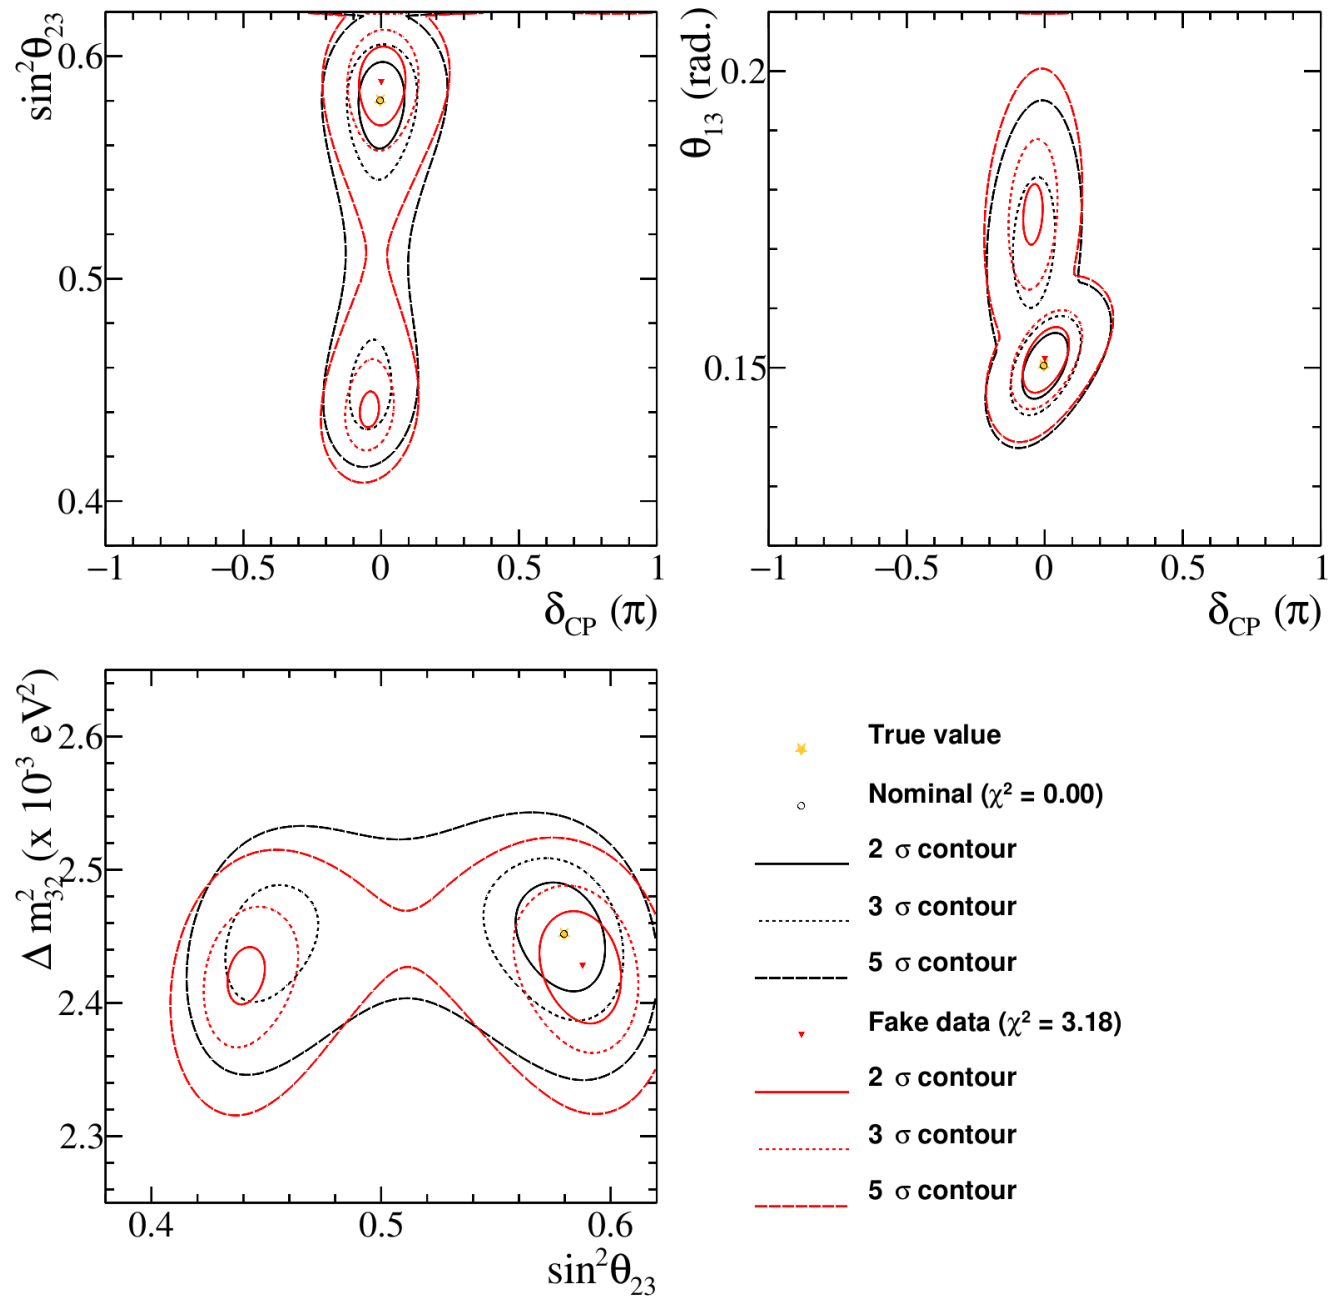 sin²θ₂₃
0.6
0.5
0.4
−1 −0.5 0 0.5 1
δCP (π)
θ₁₃ (rad.)
0.2
0.15
−1 −0.5 0 0.5 1
δCP (π)
Δ m²₃₂ (x 10⁻³ eV²)
2.6
2.5
2.4
2.3
0.4 0.5 0.6
sin²θ₂₃
True value
Nominal (χ² = 0.00)
2 σ contour
3 σ contour
5 σ contour
Fake data (χ² = 3.18)
2 σ contour
3 σ contour
5 σ contour